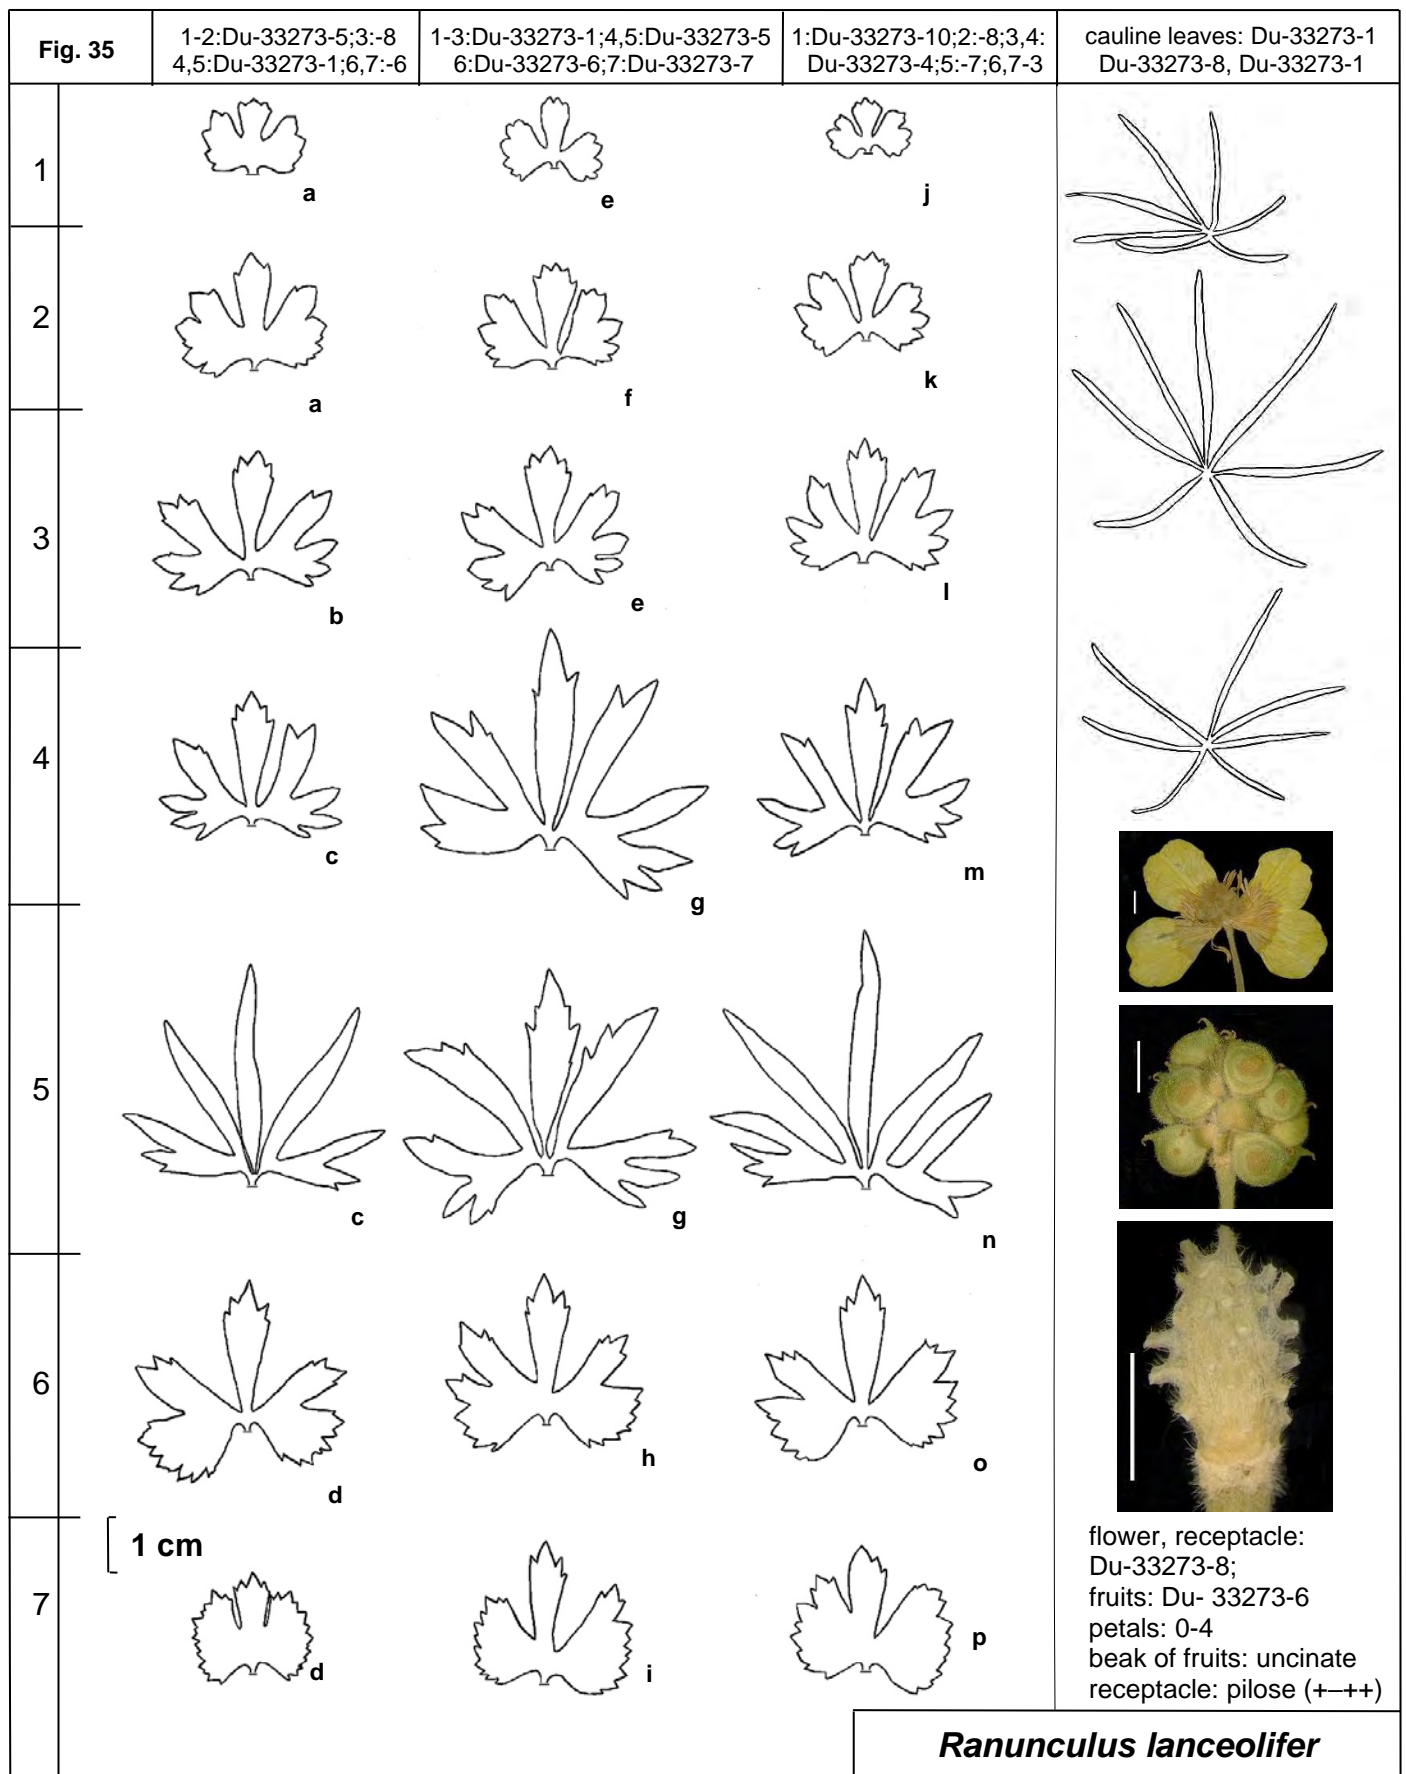 Fig. 35
1-2:Du-33273-5;3:-8
4,5:Du-33273-1;6,7:-6
1-3:Du-33273-1;4,5:Du-33273-5
6:Du-33273-6;7:Du-33273-7
1:Du-33273-10;2:-8;3,4:
Du-33273-4;5:-7;6,7-3
cauline leaves: Du-33273-1
Du-33273-8, Du-33273-1
1
a
e
j
2
a
f
k
3
b
e
l
4
c
g
m
5
c
g
n
6
d
h
o
1 cm
7
d
i
p
flower, receptacle:
Du-33273-8;
fruits: Du- 33273-6
petals: 0-4
beak of fruits: uncinate
receptacle: pilose (+–++)
Ranunculus lanceolifer